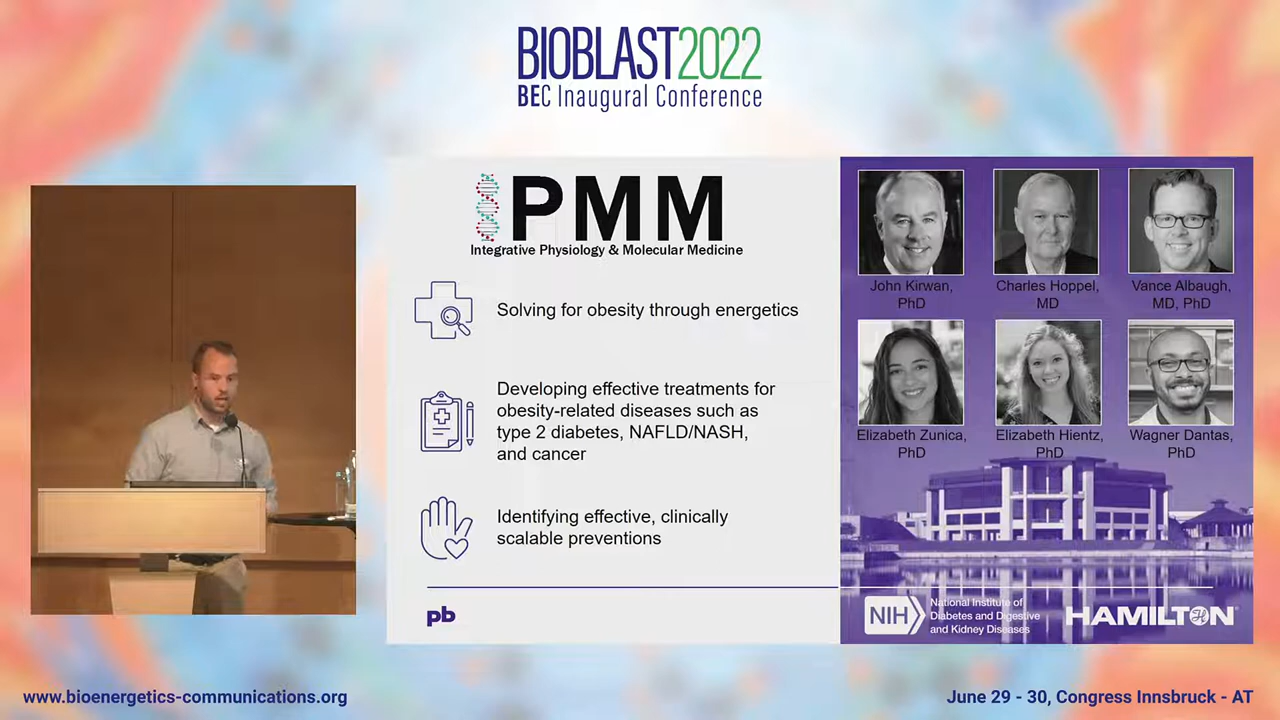 BIOBLAST2022
BEC Inaugural Conference
PMM
Integrative Physiology & Molecular Medicine
Solving for obesity through energetics
Developing effective treatments for
obesity-related diseases such as
type 2 diabetes, NAFLD/NASH,
and cancer
Identifying effective, clinically
scalable preventions
pb
John Kirwan,
PhD
Charles Hoppel,
MD
Vance Albaugh,
MD, PhD
Elizabeth Zunica,
PhD
Elizabeth Hientz,
PhD
Wagner Dantas,
PhD
NIH
National Institute of
Diabetes and Digestive
and Kidney Diseases
HAMILTON
www.bioenergetics-communications.org
June 29 - 30, Congress Innsbruck - AT